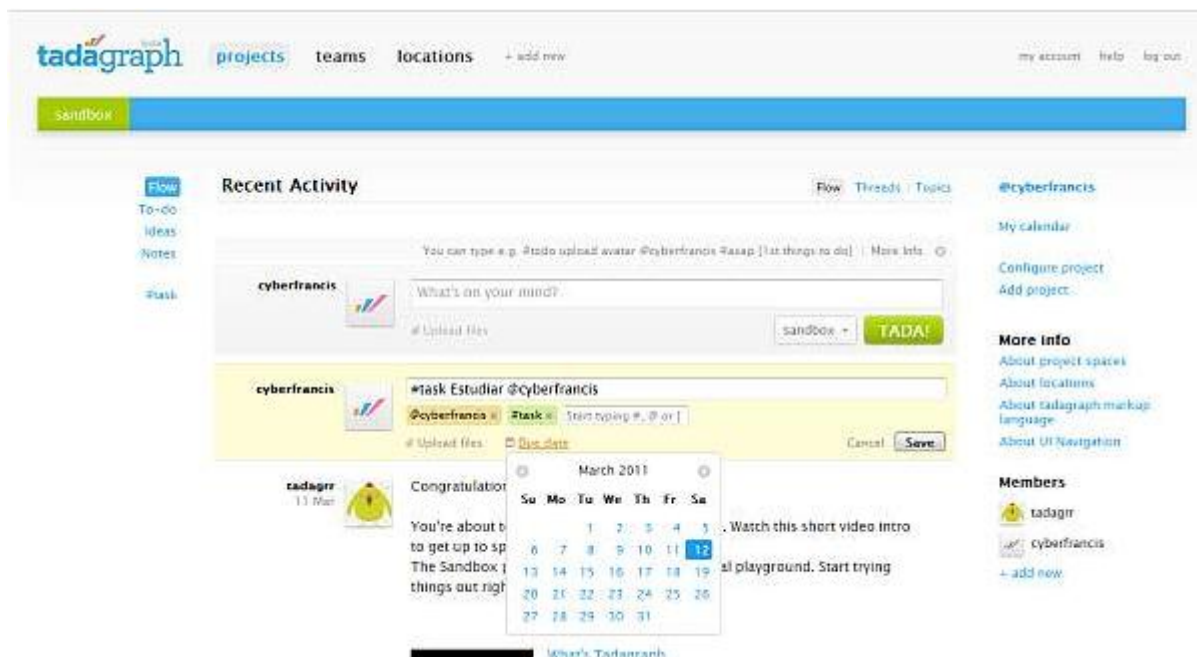 tadagraph
projects teams locations + add new
my account help log out
sandbox
Flow
To-do
Ideas
Notes
#task
Recent Activity
Flow Threads Topics
You can type e.g. #todo upload avatar @cyberfrancis #asap [1st things to do] More Info
cyberfrancis
What's on your mind?
Upload files
sandbox
TADA!
cyberfrancis
#task Estudiar @cyberfrancis
@cyberfrancis x #task x Start typing #, @ or [
Upload files Due date
Cancel Save
March 2011
Su Mo Tu We Th Fr Sa
1 2 3 4 5
6 7 8 9 10 11 12
13 14 15 16 17 18 19
20 21 22 23 24 25 26
27 28 29 30 31
tadagrr
11 Mar
Congratulation
You're about t . Watch this short video intro
to get up to sp
The Sandbox al playground. Start trying
things out righ
What's Tadagraph
@cyberfrancis
My calendar
Configure project
Add project
More info
About project spaces
About locations
About tadagraph markup
language
About UI Navigation
Members
tadagrr
cyberfrancis
+ add new